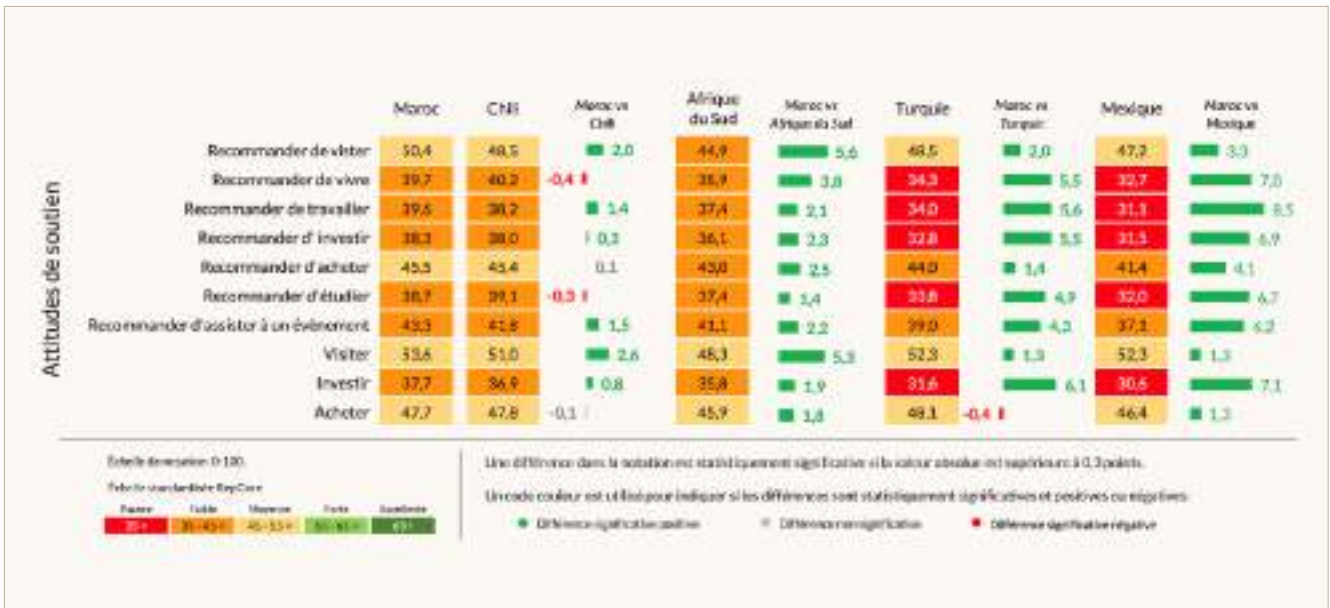 Maroc Chili Maroc vs Chili Afrique du Sud Maroc vs Afrique du Sud Turquie Maroc vs Turquie Mexique Maroc vs Mexique
Attitudes de soutien
Recommander de visiter 50,4 48,5 2,0 44,9 5,6 48,5 2,0 47,2 3,3
Recommander de vivre 39,7 40,2 -0,4 35,9 3,8 34,3 5,5 32,7 7,0
Recommander de travailler 39,6 38,2 1,4 37,4 2,1 34,0 5,6 31,1 8,5
Recommander d'investir 38,3 38,0 0,3 36,1 2,3 32,8 5,5 31,5 6,9
Recommander d'acheter 45,5 45,4 0,1 43,0 2,5 44,0 1,4 41,4 4,1
Recommander d'étudier 38,7 39,1 -0,3 37,4 1,4 33,8 4,9 32,0 6,7
Recommander d'assister à un événement 43,3 41,8 1,5 41,1 2,2 39,0 4,3 37,1 6,2
Visiter 53,6 51,0 2,6 48,3 5,3 52,3 1,3 52,3 1,3
Investir 37,7 36,9 0,8 35,8 1,9 31,6 6,1 30,6 7,1
Acheter 47,7 47,8 -0,1 45,9 1,8 48,1 -0,4 46,4 1,3
Echelle de notation 0-100.
Une différence dans la notation est statistiquement significative si la valeur absolue est supérieure à 0,3 points.
Echelle standardisée RepCore
Un code couleur est utilisé pour indiquer si les différences sont statistiquement significatives et positives ou négatives
Pauvre Faible Moyenne Forte Excellente
Différence significative positive Différence non significative Différence significative négative